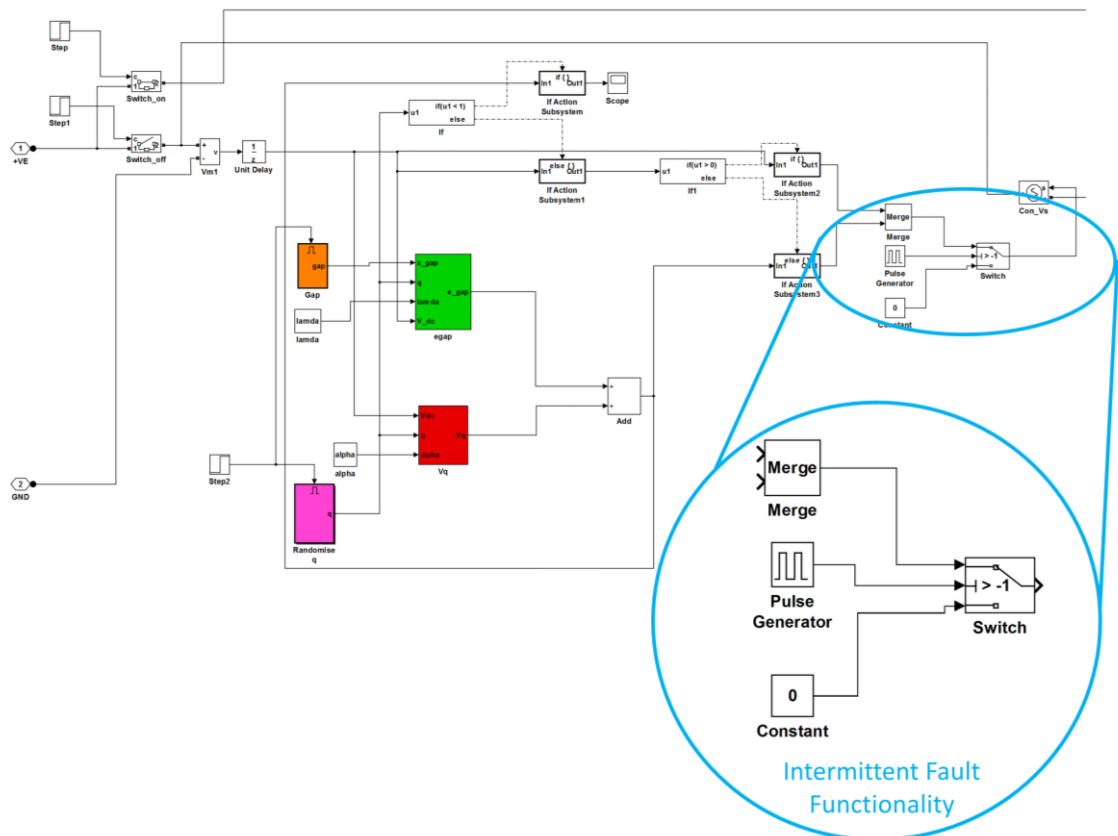 Step
c
1
Switch_on
Step1
c
1
Switch_off
1
+VE
+
-
v
Vm1
1
z
Unit Delay
u1
if(u1 < 1)
else
If
if { }
In1
Out1
If Action
Subsystem
Scope
else { }
In1
Out1
If Action
Subsystem1
u1
if(u1 > 0)
else
If1
if { }
In1
Out1
If Action
Subsystem2
else { }
In1
Out1
If Action
Subsystem3
Merge
Merge
Pulse
Generator
> -1
Switch
0
Constant
s
Con_Vs
gap
Gap
lamda
lamda
x_gap
q
lamda
V_dc
e_gap
egap
Vdc
q
alpha
Vq
Vq
alpha
alpha
+
+
Add
Step2
2
GND
q
Randomise
q
Merge
Merge
Pulse
Generator
> -1
Switch
0
Constant
Intermittent Fault
Functionality